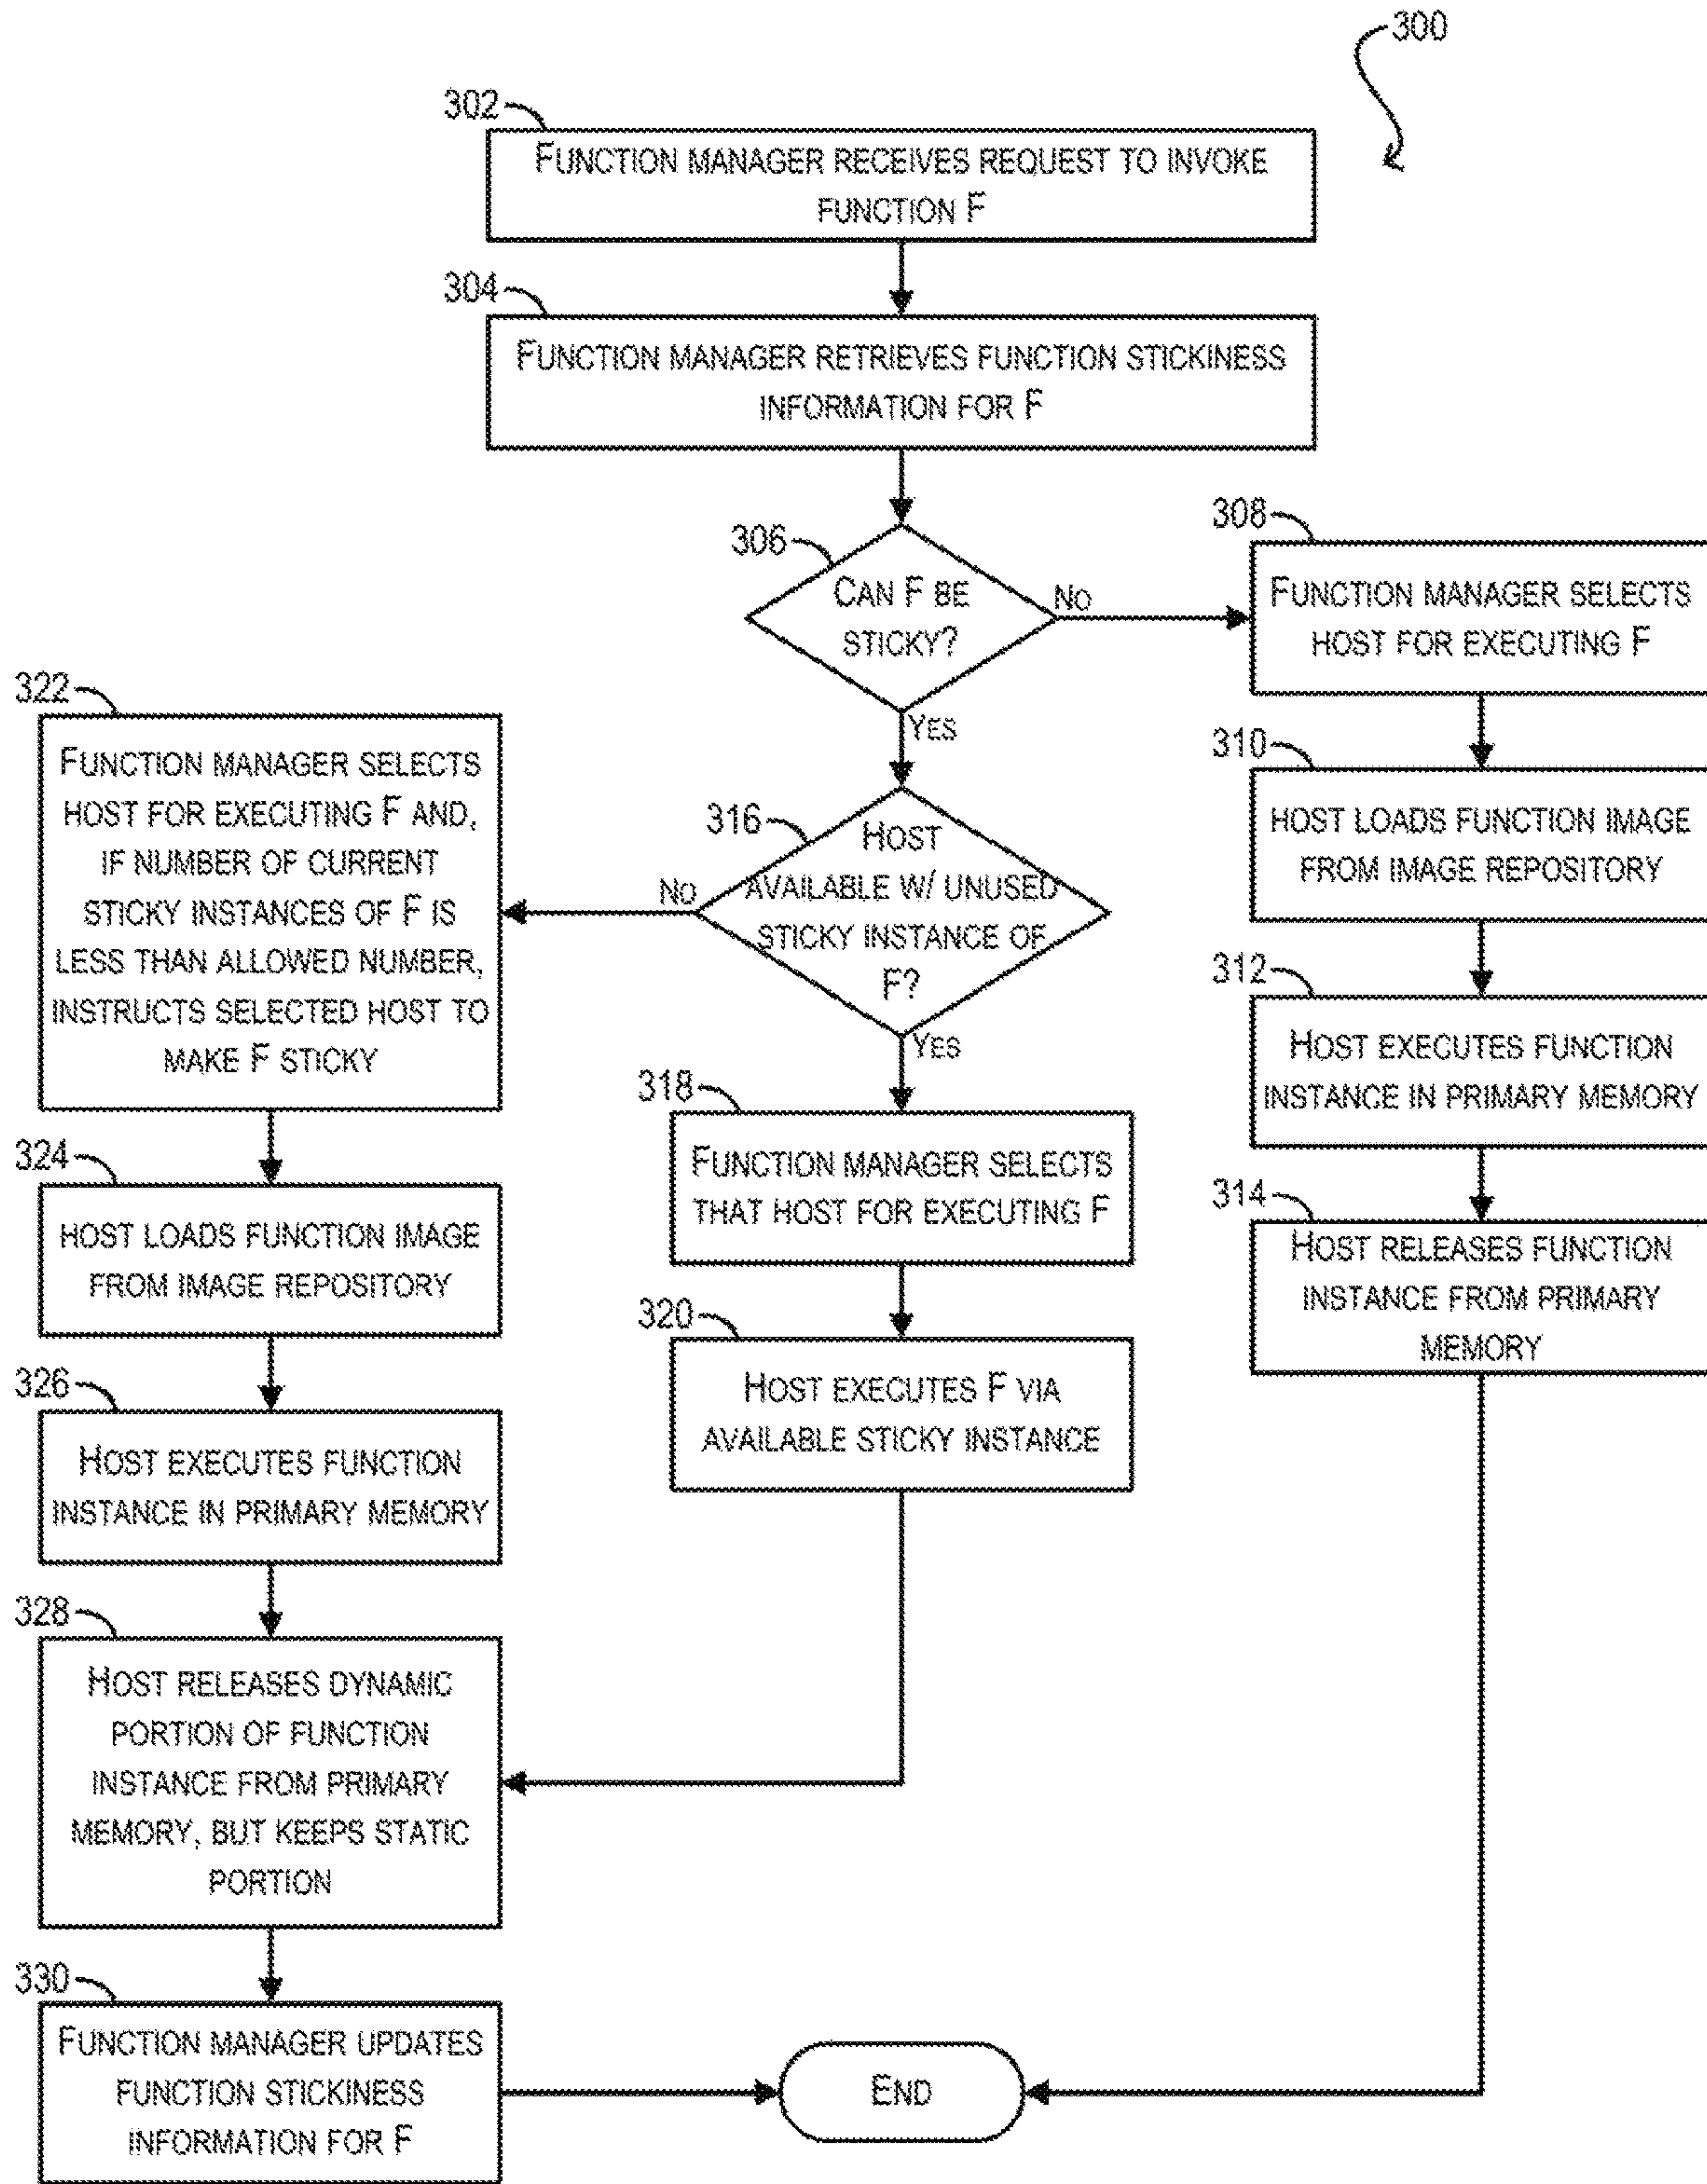 300
302
FUNCTION MANAGER RECEIVES REQUEST TO INVOKE
FUNCTION F
304
FUNCTION MANAGER RETRIEVES FUNCTION STICKINESS
INFORMATION FOR F
306
CAN F BE
STICKY?
NO
YES
308
FUNCTION MANAGER SELECTS
HOST FOR EXECUTING F
310
HOST LOADS FUNCTION IMAGE
FROM IMAGE REPOSITORY
312
HOST EXECUTES FUNCTION
INSTANCE IN PRIMARY MEMORY
314
HOST RELEASES FUNCTION
INSTANCE FROM PRIMARY
MEMORY
316
HOST
AVAILABLE W/ UNUSED
STICKY INSTANCE OF
F?
NO
YES
318
FUNCTION MANAGER SELECTS
THAT HOST FOR EXECUTING F
320
HOST EXECUTES F VIA
AVAILABLE STICKY INSTANCE
322
FUNCTION MANAGER SELECTS
HOST FOR EXECUTING F AND,
IF NUMBER OF CURRENT
STICKY INSTANCES OF F IS
LESS THAN ALLOWED NUMBER,
INSTRUCTS SELECTED HOST TO
MAKE F STICKY
324
HOST LOADS FUNCTION IMAGE
FROM IMAGE REPOSITORY
326
HOST EXECUTES FUNCTION
INSTANCE IN PRIMARY MEMORY
328
HOST RELEASES DYNAMIC
PORTION OF FUNCTION
INSTANCE FROM PRIMARY
MEMORY, BUT KEEPS STATIC
PORTION
330
FUNCTION MANAGER UPDATES
FUNCTION STICKINESS
INFORMATION FOR F
END